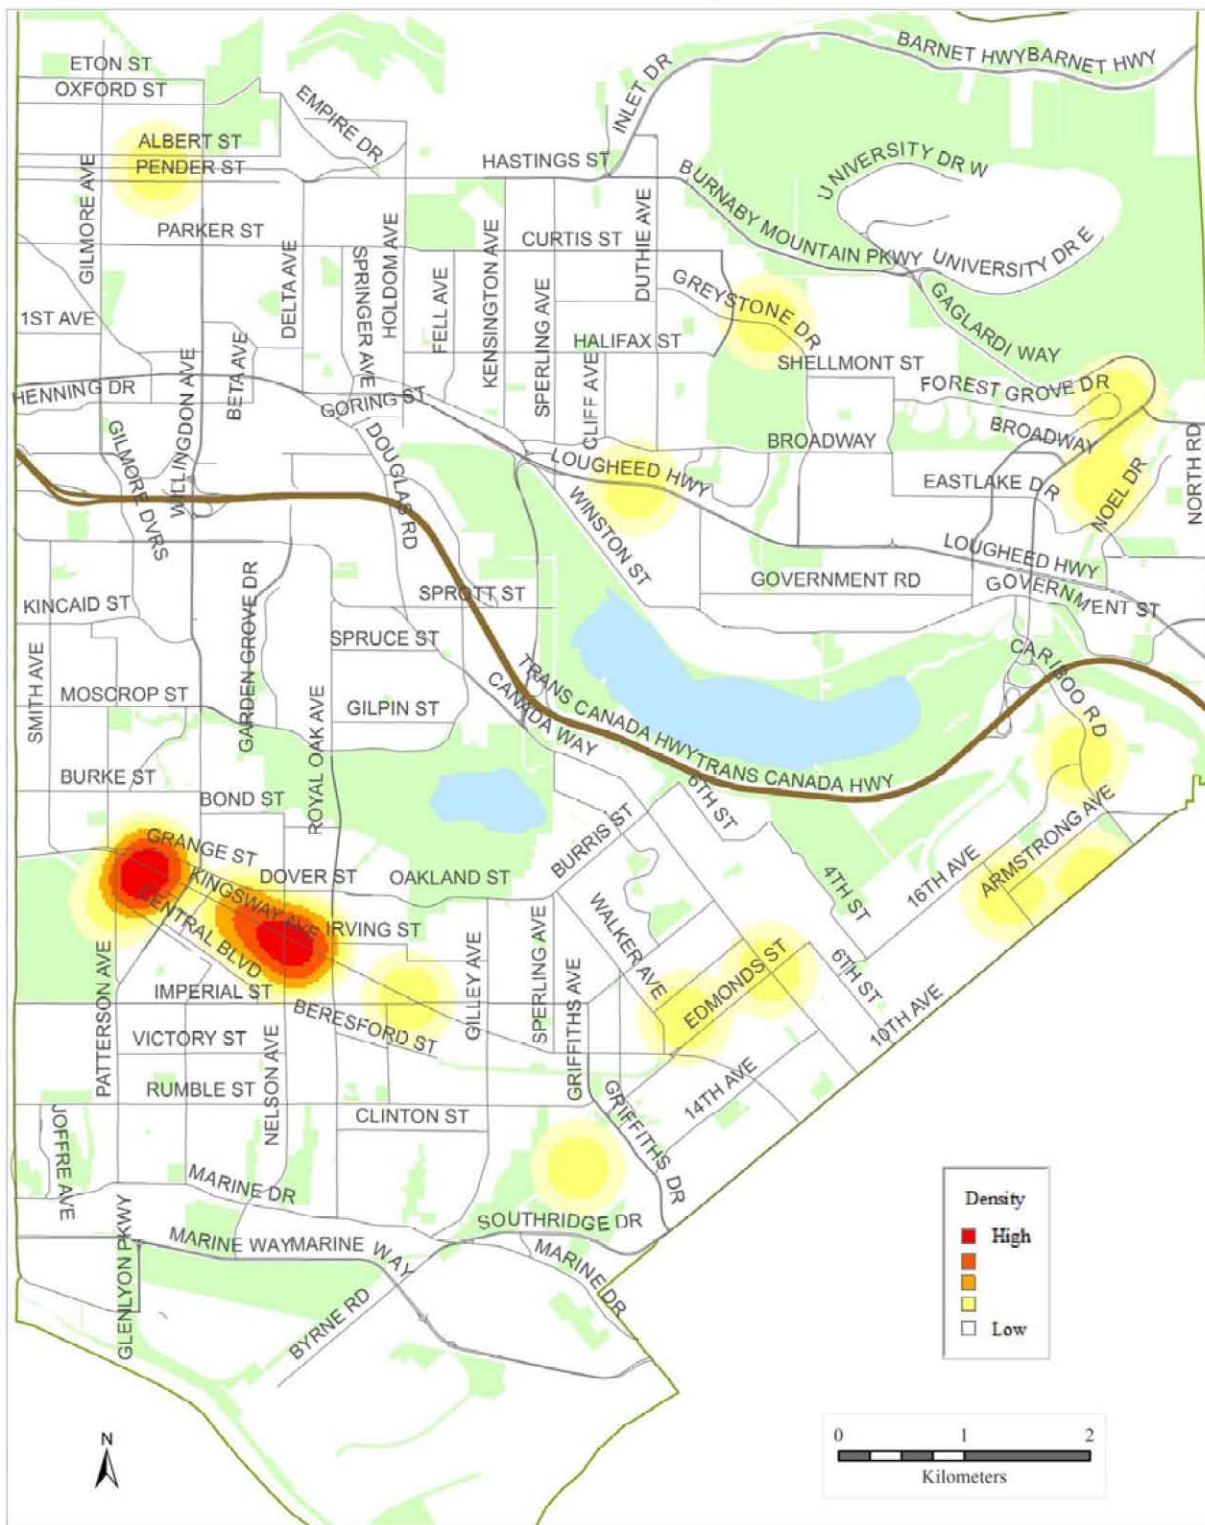 ETON ST
OXFORD ST
ALBERT ST
PENDER ST
EMPIRE DR
INLET DR
BARNET HWY
BARNET HWY
HASTINGS ST
UNIVERSITY DR W
BURNABY MOUNTAIN PKWY
UNIVERSITY DR E
GAGLARDI WAY
GILMORE AVE
PARKER ST
CURTIS ST
DUTHIE AVE
DELTA AVE
SPRINGER AVE
HOLDOM AVE
FELL AVE
KENSINGTON AVE
SPERLING AVE
GREYSTONE DR
1ST AVE
HALIFAX ST
SHELLMONT ST
FOREST GROVE DR
WILLINGDON AVE
BETA AVE
HENNING DR
GORING ST
CLIFF AVE
BROADWAY
BROADWAY
NORTH RD
GILMORE DVRS
DOUGLAS RD
LOUGHEED HWY
WINSTON ST
EASTLAKE DR
NOEL DR
LOUGHEED HWY
GOVERNMENT RD
GOVERNMENT ST
KINCAID ST
GARDEN GROVE DR
SPROTT ST
SPRUCE ST
SMITH AVE
MOSCROP ST
ROYAL OAK AVE
GILPIN ST
TRANS CANADA HWY
TRANS CANADA HWY
CANADA WAY
CARIBOO RD
BURKE ST
BOND ST
6TH ST
GRANGE ST
DOVER ST
OAKLAND ST
BURRIS ST
4TH ST
16TH AVE
ARMSTRONG AVE
KINGSWAY AVE
CENTRAL BLVD
IRVING ST
GILLEY AVE
SPERLING AVE
WALKER AVE
EDMONDS ST
6TH ST
10TH AVE
PATTERSON AVE
IMPERIAL ST
BERESFORD ST
GRIFFITHS AVE
VICTORY ST
NELSON AVE
RUMBLE ST
CLINTON ST
14TH AVE
GRIFFITHS DR
JOFFRE AVE
MARINE DR
SOUTHRIDGE DR
GLENLYON PKWY
MARINE WAY
MARINE WAY
MARINE DR
BYRNE RD
Density
High
Low
N
0 1 2
Kilometers